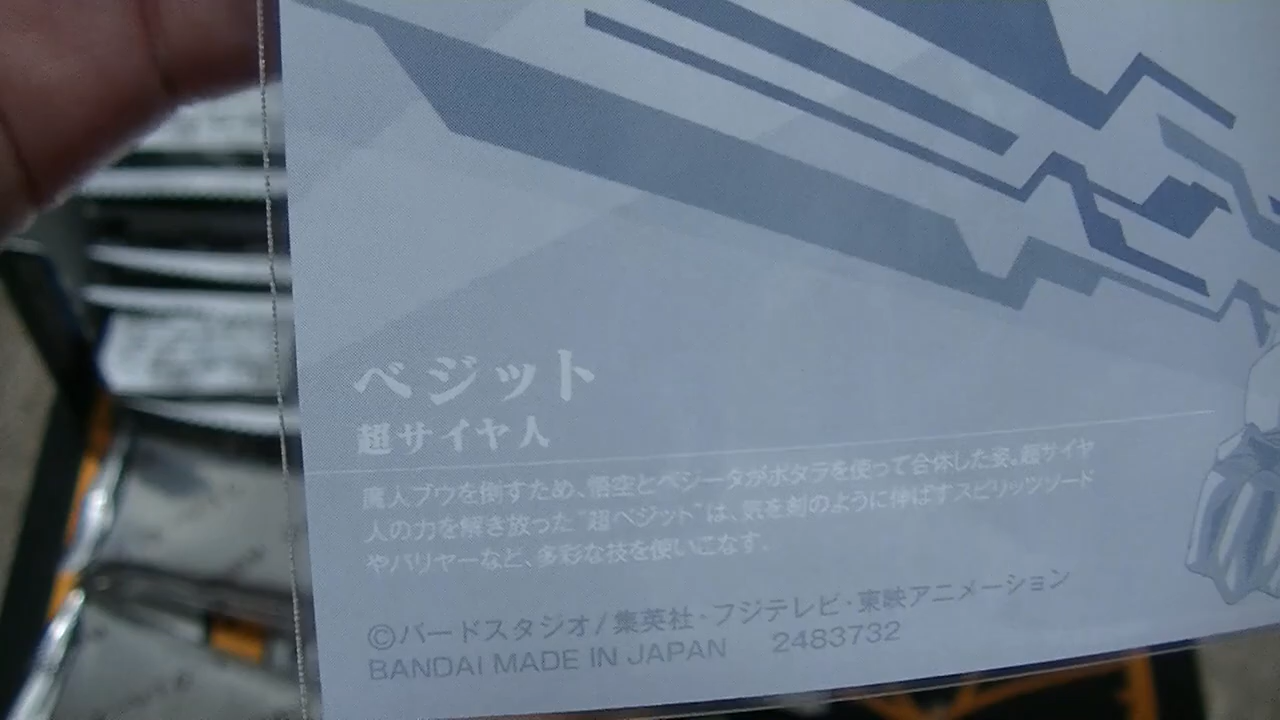 ベジット
超サイヤ人
魔人ブウを倒すため、悟空とベジータがポタラを使って合体した姿。超サイヤ
人の力を解き放った“超ベジット”は、気を剣のように伸ばすスピリッツソード
やバリヤーなど、多彩な技を使いこなす。
©バードスタジオ/集英社・フジテレビ・東映アニメーション
BANDAI MADE IN JAPAN 2483732